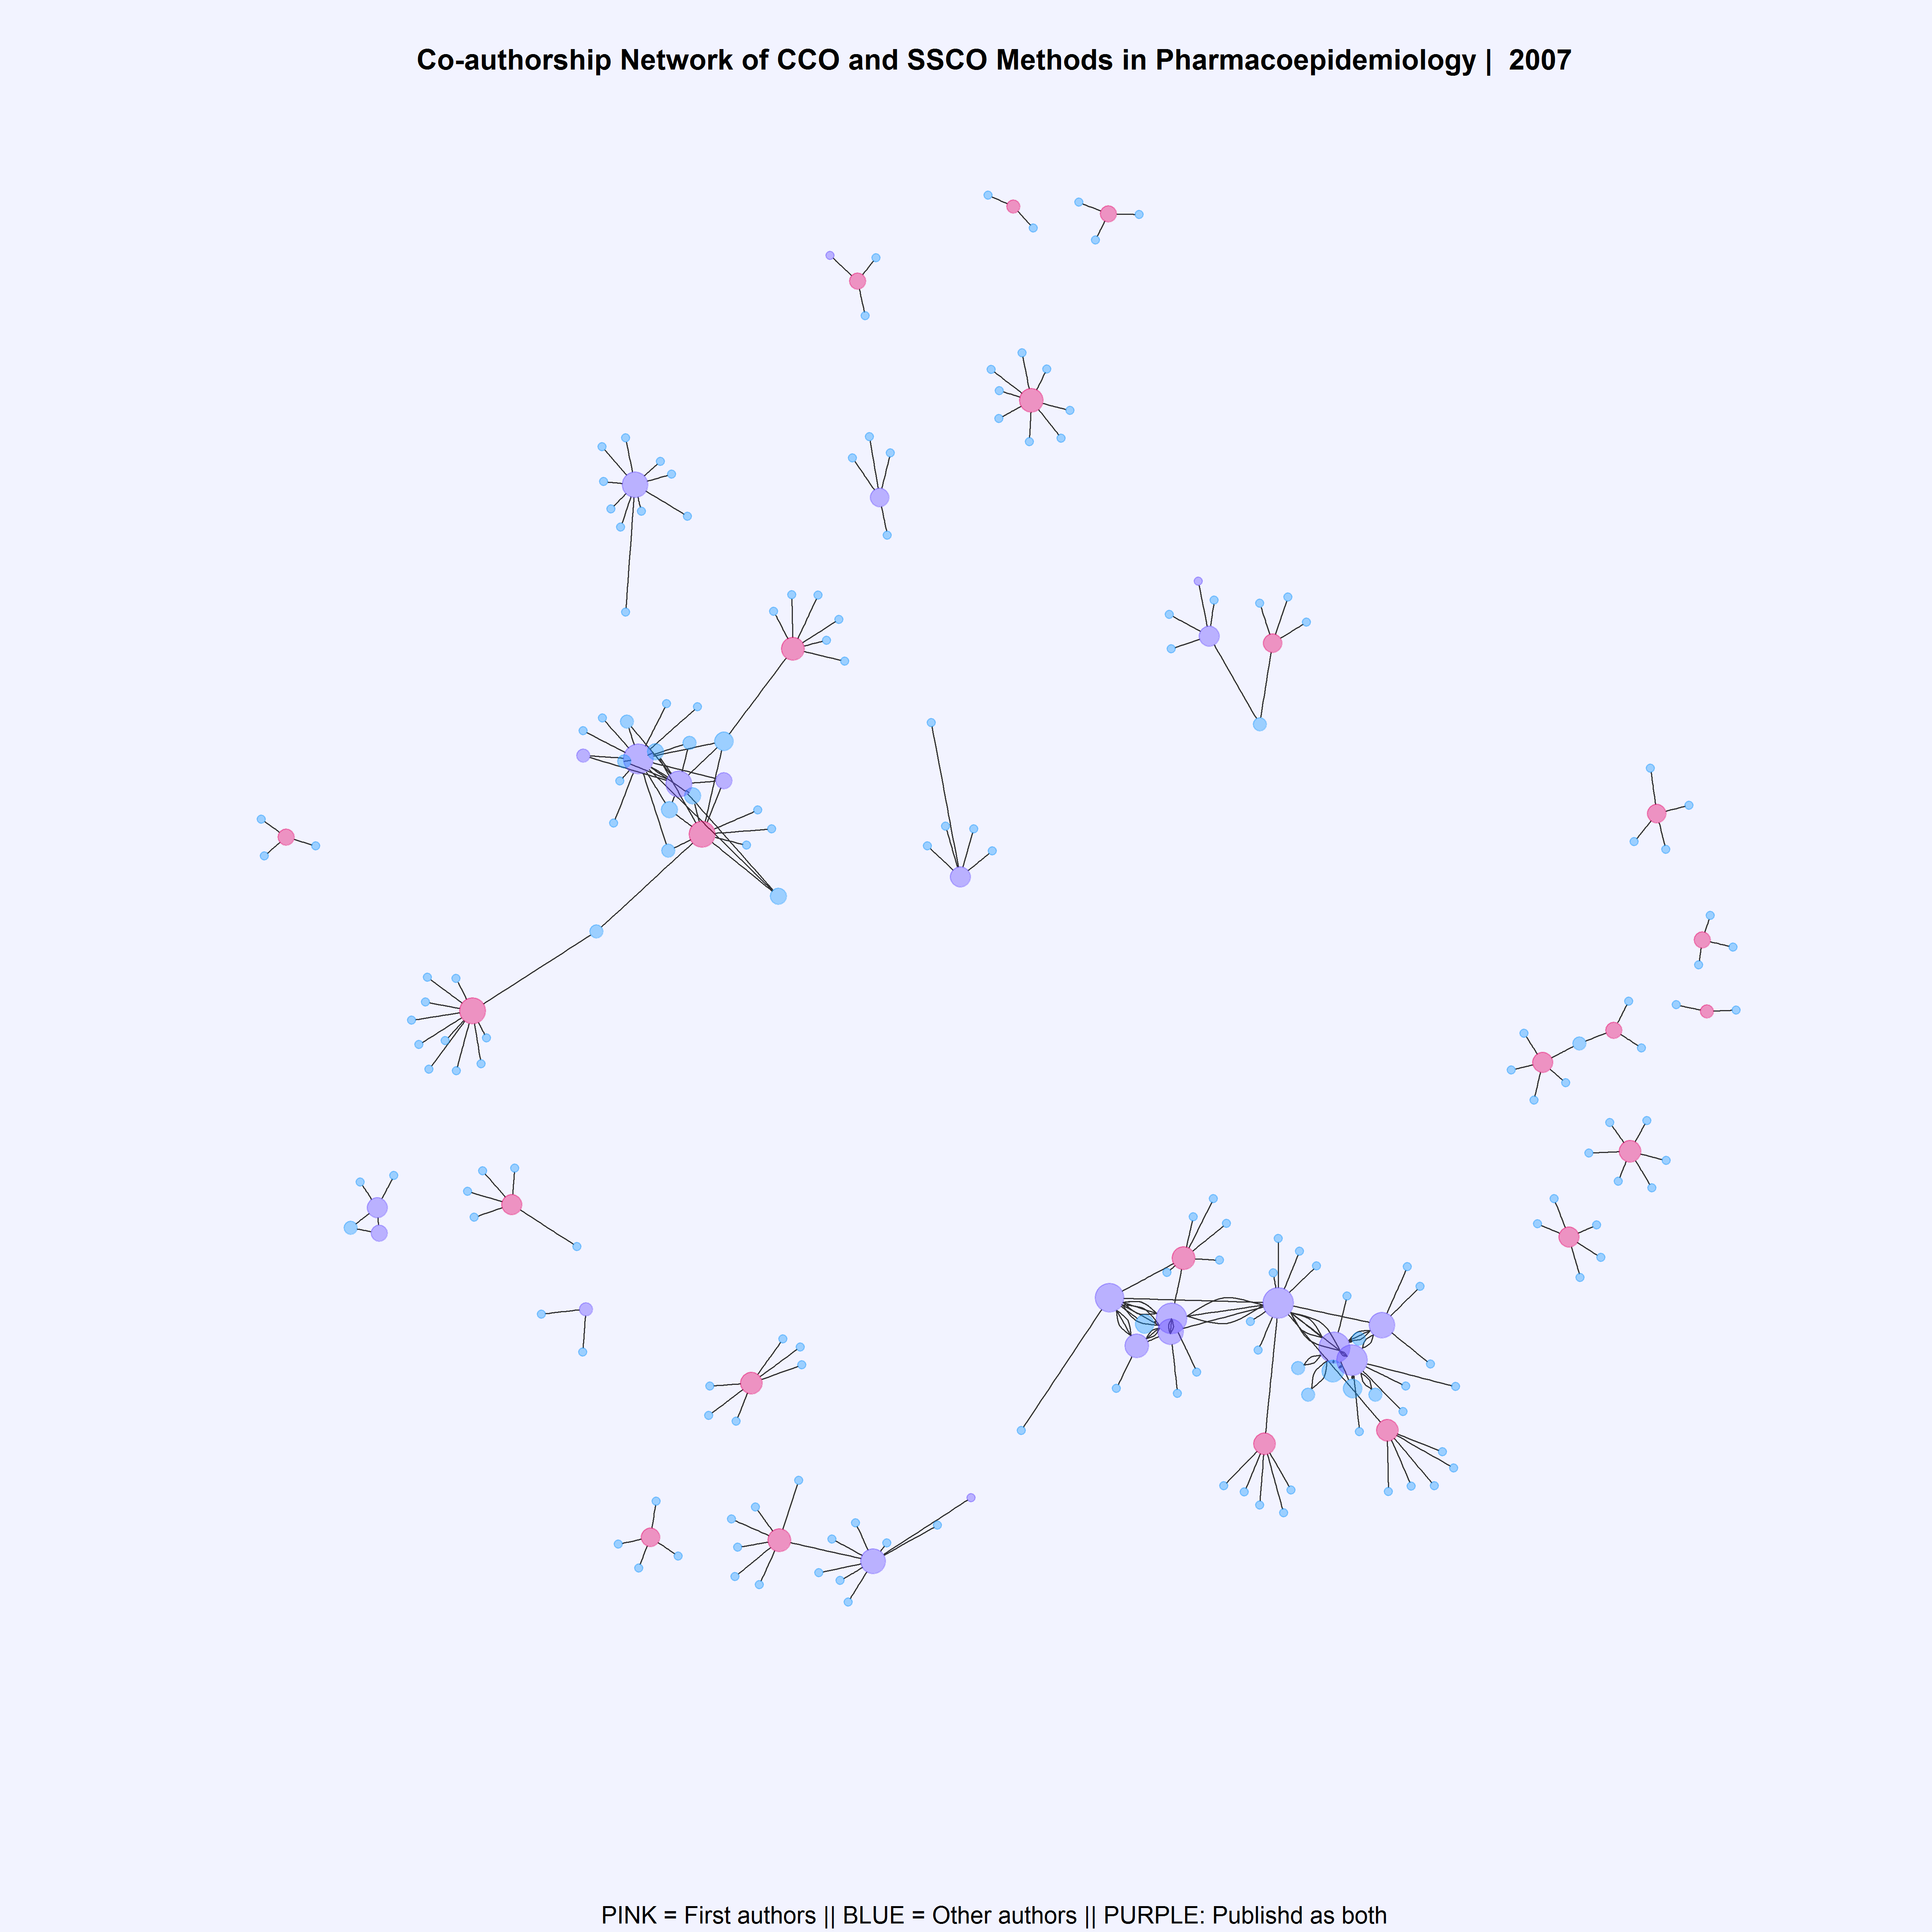 Co-authorship Network of CCO and SSCO Methods in Pharmacoepidemiology | 2007
PINK = First authors || BLUE = Other authors || PURPLE: Publishd as both